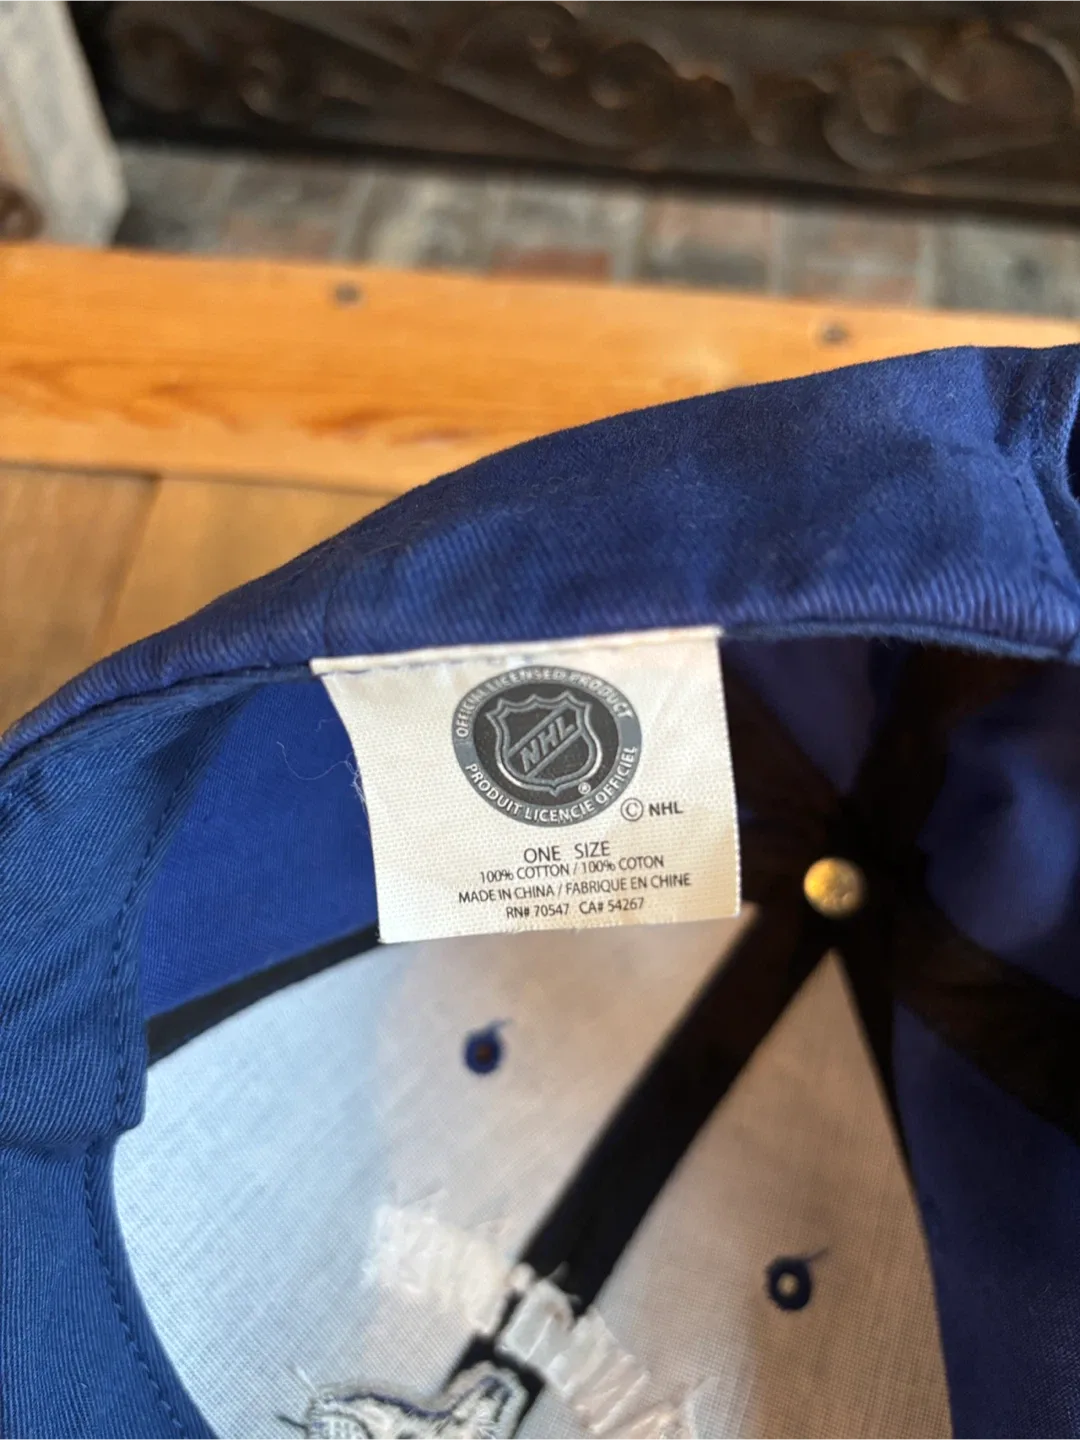 OFFICIAL LICENSED PRODUCT
NHL
®
PRODUIT LICENCIE OFFICIEL
© NHL
ONE SIZE
100% COTTON / 100% COTON
MADE IN CHINA / FABRIQUE EN CHINE
RN# 70547 CA# 54267